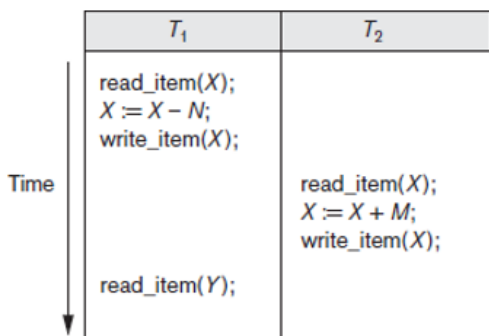 T1 T2
read_item(X);
X := X – N;
write_item(X);
Time read_item(X);
X := X + M;
write_item(X);
read_item(Y);